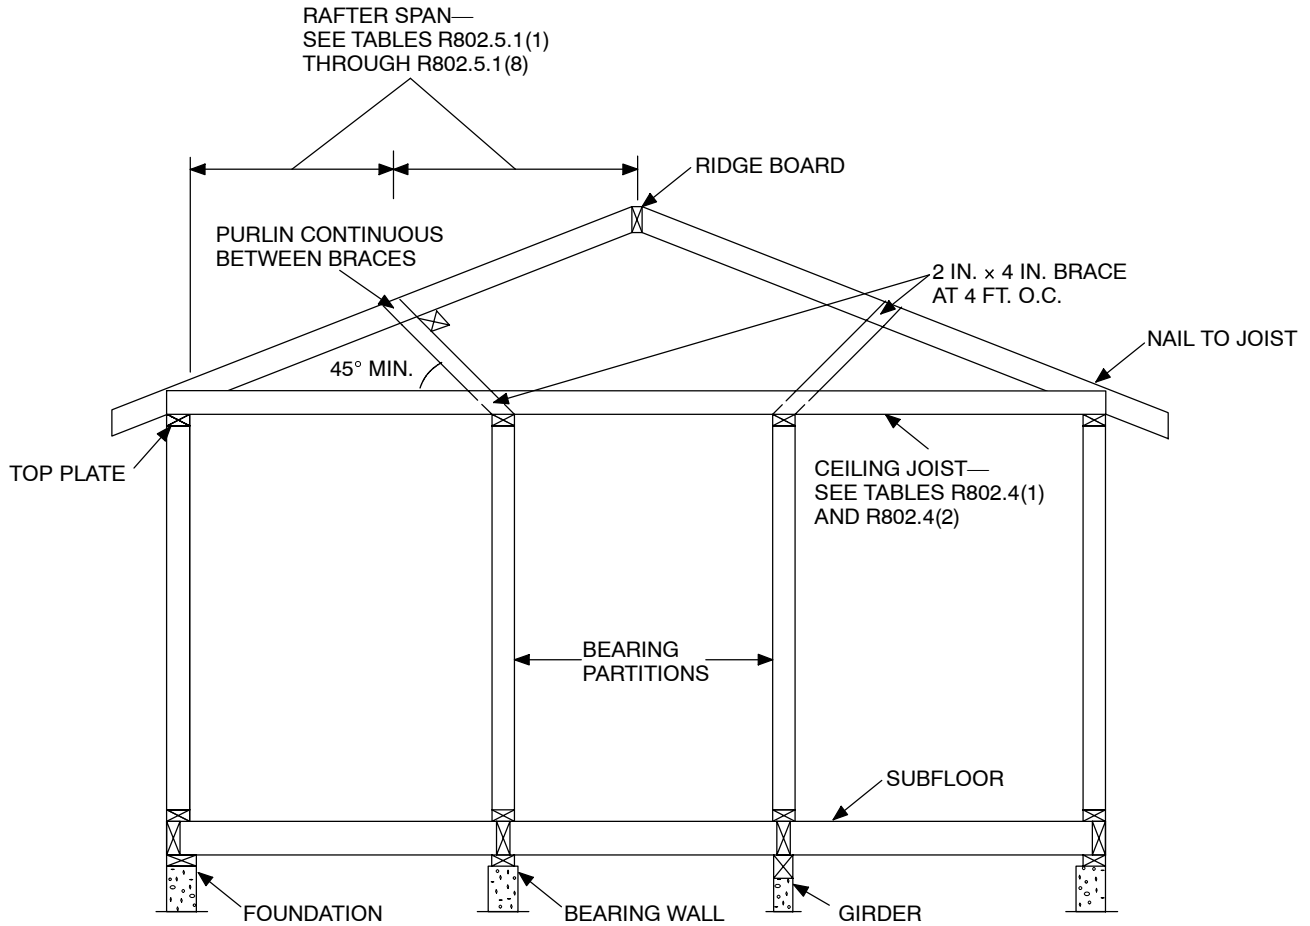 RAFTER SPAN—
SEE TABLES R802.5.1(1)
THROUGH R802.5.1(8)
RIDGE BOARD
PURLIN CONTINUOUS
BETWEEN BRACES
2 IN. × 4 IN. BRACE
AT 4 FT. O.C.
NAIL TO JOIST
45° MIN.
TOP PLATE
CEILING JOIST—
SEE TABLES R802.4(1)
AND R802.4(2)
BEARING
PARTITIONS
SUBFLOOR
FOUNDATION
BEARING WALL
GIRDER